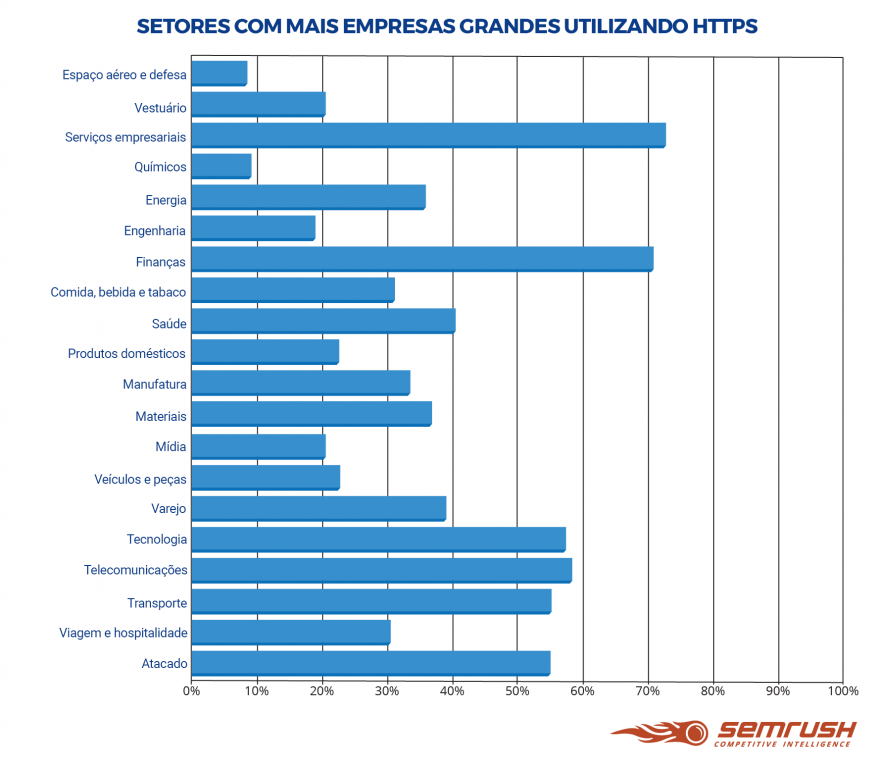 SETORES COM MAIS EMPRESAS GRANDES UTILIZANDO HTTPS
Espaço aéreo e defesa
Vestuário
Serviços empresariais
Químicos
Energia
Engenharia
Finanças
Comida, bebida e tabaco
Saúde
Produtos domésticos
Manufatura
Materiais
Mídia
Veículos e peças
Varejo
Tecnologia
Telecomunicações
Transporte
Viagem e hospitalidade
Atacado
0% 10% 20% 30% 40% 50% 60% 70% 80% 90% 100%
semrush
COMPETITIVE INTELLIGENCE